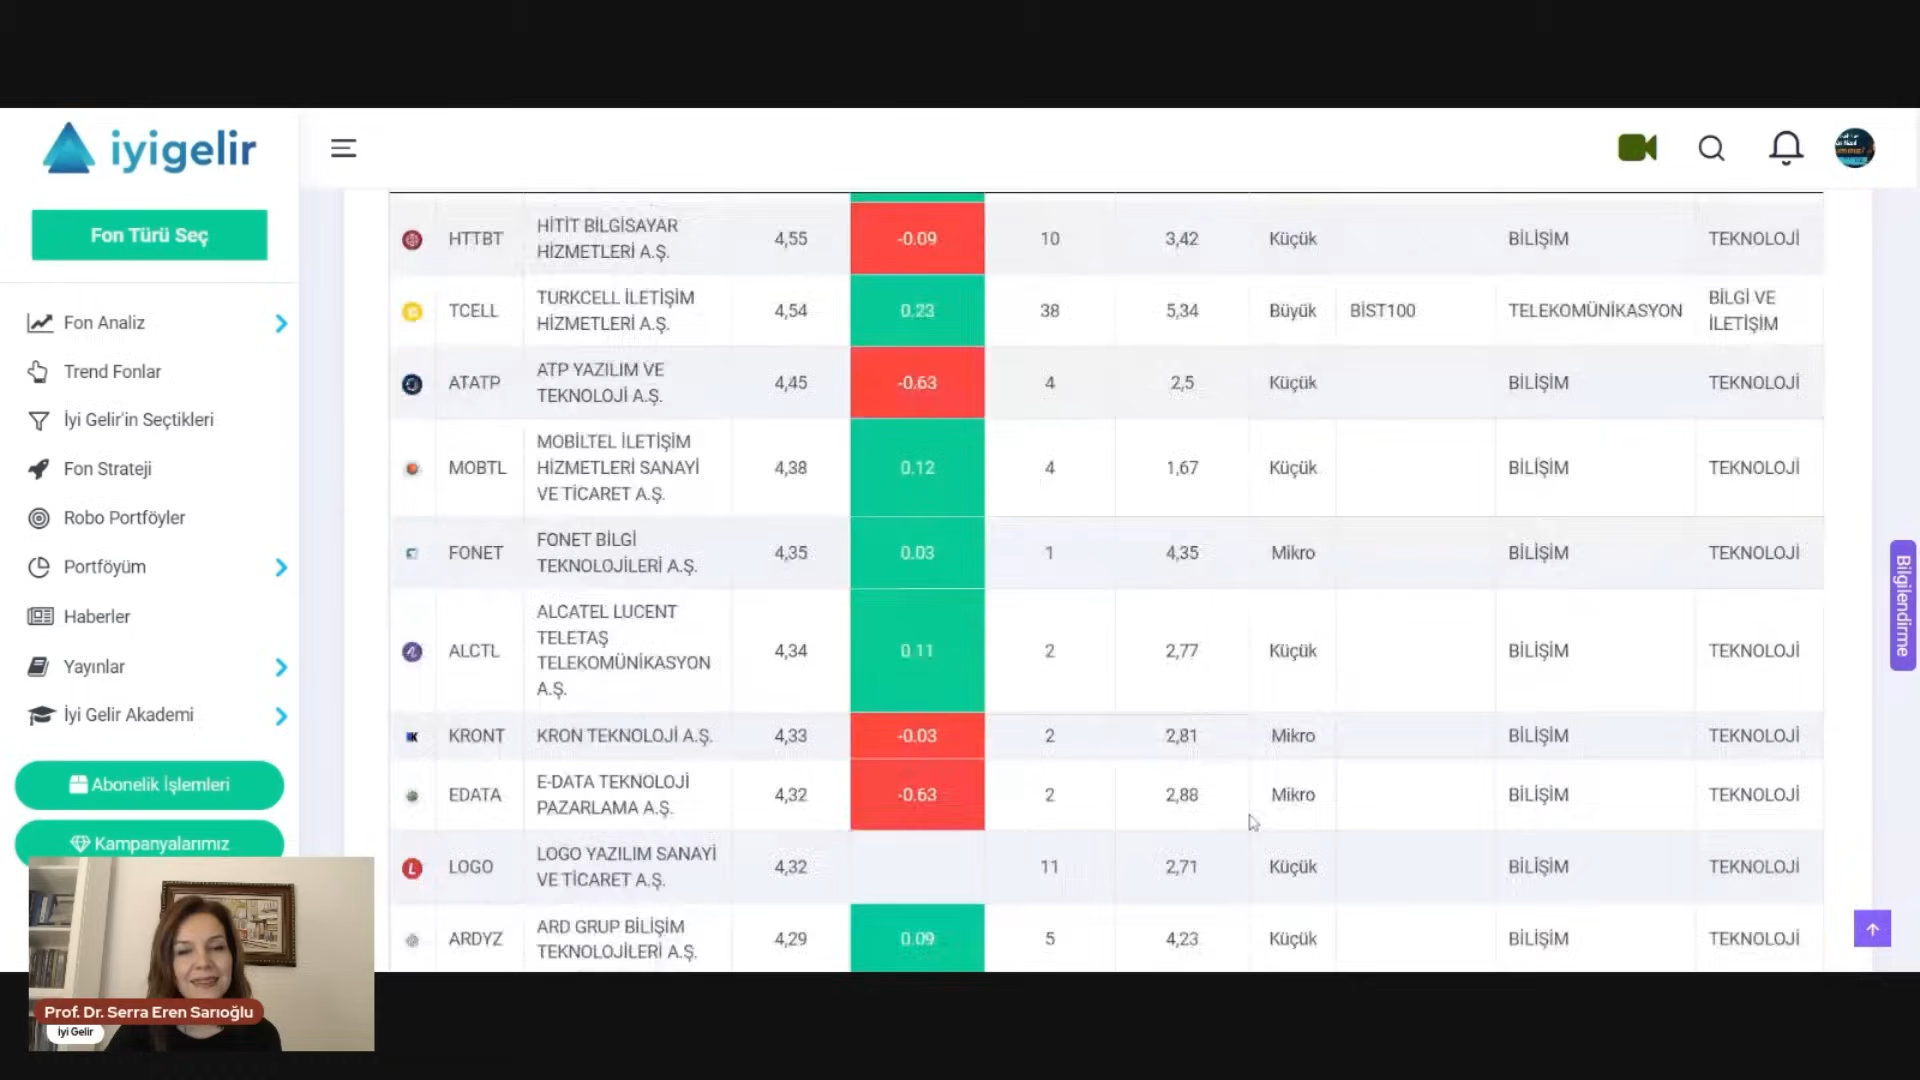 iyigelir
Fon Türü Seç
Fon Analiz
Trend Fonlar
İyi Gelir'in Seçtikleri
Fon Strateji
Robo Portföyler
Portföyüm
Haberler
Yayınlar
İyi Gelir Akademi
Abonelik İşlemleri
Kampanyalarımız
HTTBT HİTİT BİLGİSAYAR HİZMETLERİ A.Ş. 4,55 -0.09 10 3,42 Küçük BİLİŞİM TEKNOLOJİ
TCELL TURKCELL İLETİŞİM HİZMETLERİ A.Ş. 4,54 0.23 38 5,34 Büyük BİST100 TELEKOMÜNİKASYON BİLGİ VE İLETİŞİM
ATATP ATP YAZILIM VE TEKNOLOJİ A.Ş. 4,45 -0.63 4 2,5 Küçük BİLİŞİM TEKNOLOJİ
MOBTL MOBİLTEL İLETİŞİM HİZMETLERİ SANAYİ VE TİCARET A.Ş. 4,38 0.12 4 1,67 Küçük BİLİŞİM TEKNOLOJİ
FONET FONET BİLGİ TEKNOLOJİLERİ A.Ş. 4,35 0.03 1 4,35 Mikro BİLİŞİM TEKNOLOJİ
ALCTL ALCATEL LUCENT TELETAŞ TELEKOMÜNİKASYON A.Ş. 4,34 0.11 2 2,77 Küçük BİLİŞİM TEKNOLOJİ
KRONT KRON TEKNOLOJİ A.Ş. 4,33 -0.03 2 2,81 Mikro BİLİŞİM TEKNOLOJİ
EDATA E-DATA TEKNOLOJİ PAZARLAMA A.Ş. 4,32 -0.63 2 2,88 Mikro BİLİŞİM TEKNOLOJİ
LOGO LOGO YAZILIM SANAYİ VE TİCARET A.Ş. 4,32 11 2,71 Küçük BİLİŞİM TEKNOLOJİ
ARDYZ ARD GRUP BİLİŞİM TEKNOLOJİLERİ A.Ş. 4,29 0.09 5 4,23 Küçük BİLİŞİM TEKNOLOJİ
Bilgilendirme
Prof. Dr. Serra Eren Sarıoğlu
İyi Gelir